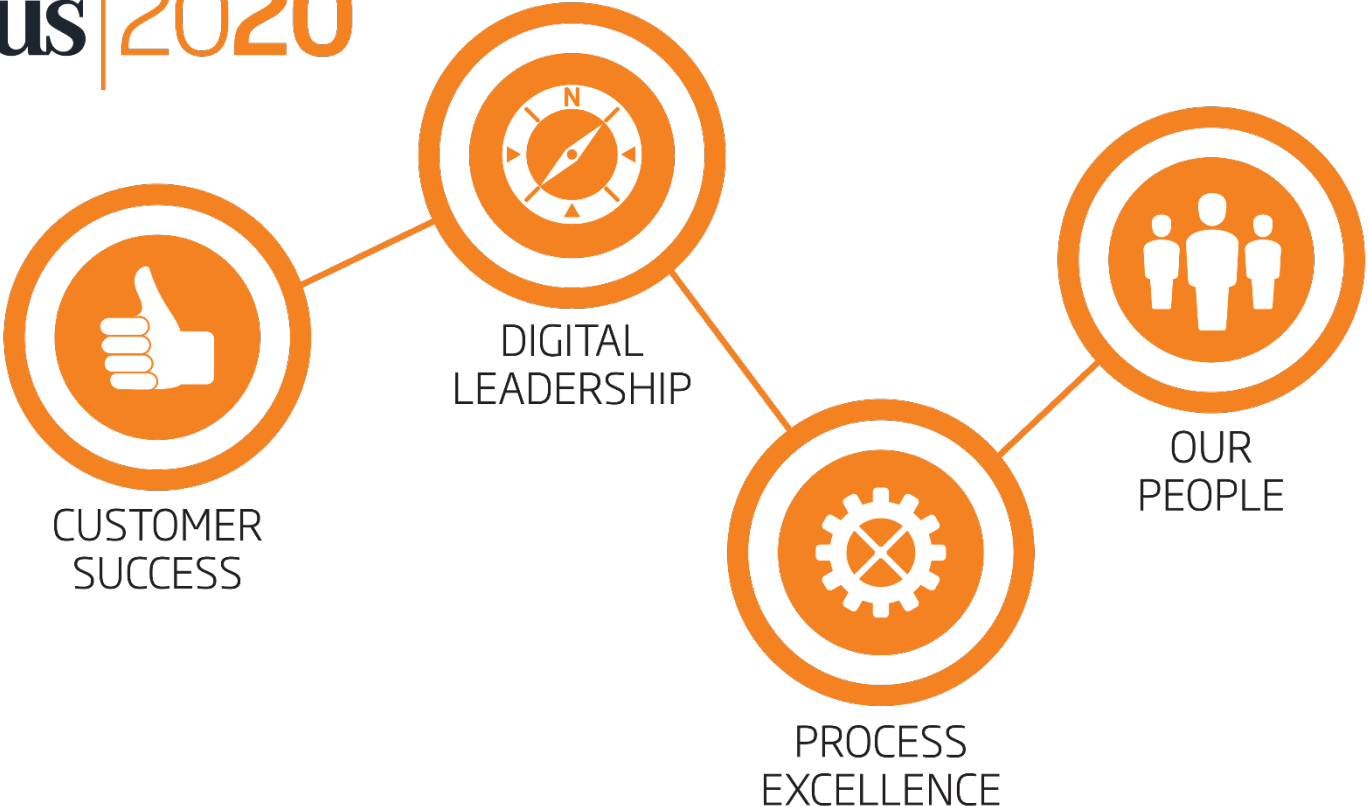 us|2020
N
DIGITAL
LEADERSHIP
OUR
PEOPLE
CUSTOMER
SUCCESS
PROCESS
EXCELLENCE